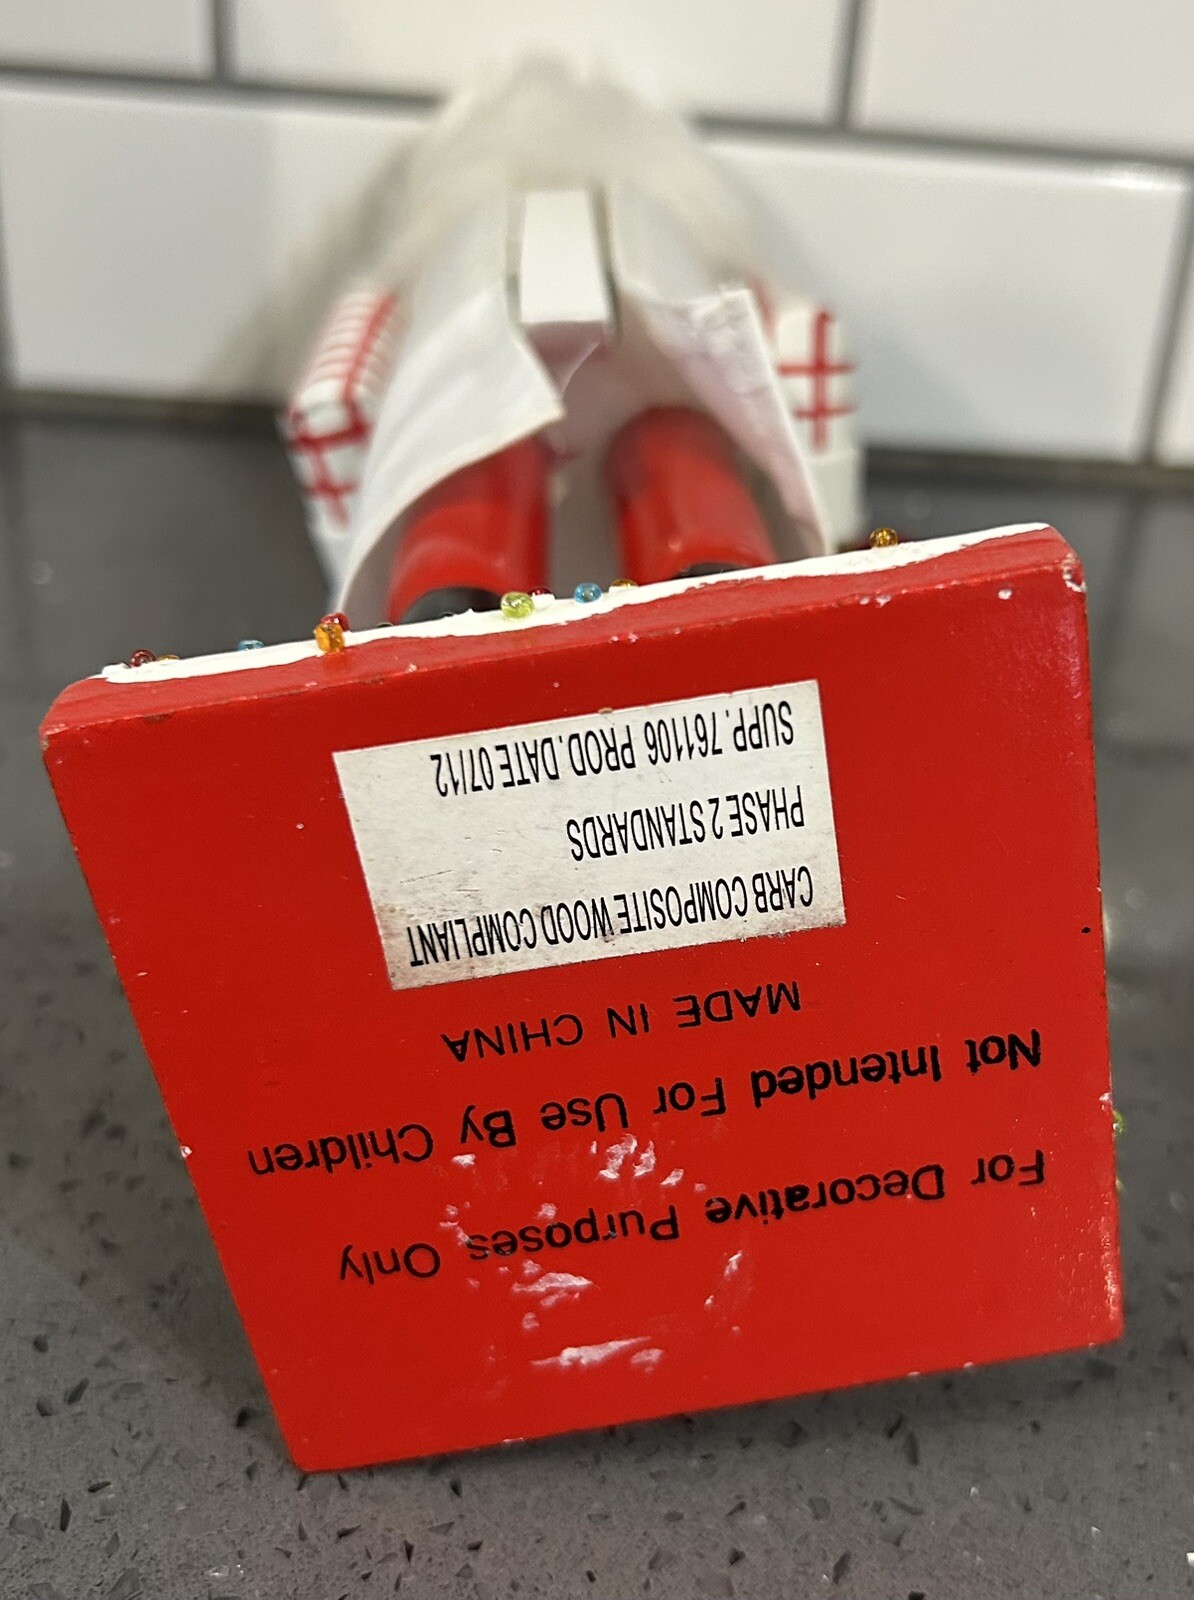 For Decorative Purposes Only
Not Intended For Use By Children
MADE IN CHINA
CARB COMPOSITE WOOD COMPLIANT
PHASE 2 STANDARDS
SUPP. 761106 PROD. DATE 07/12